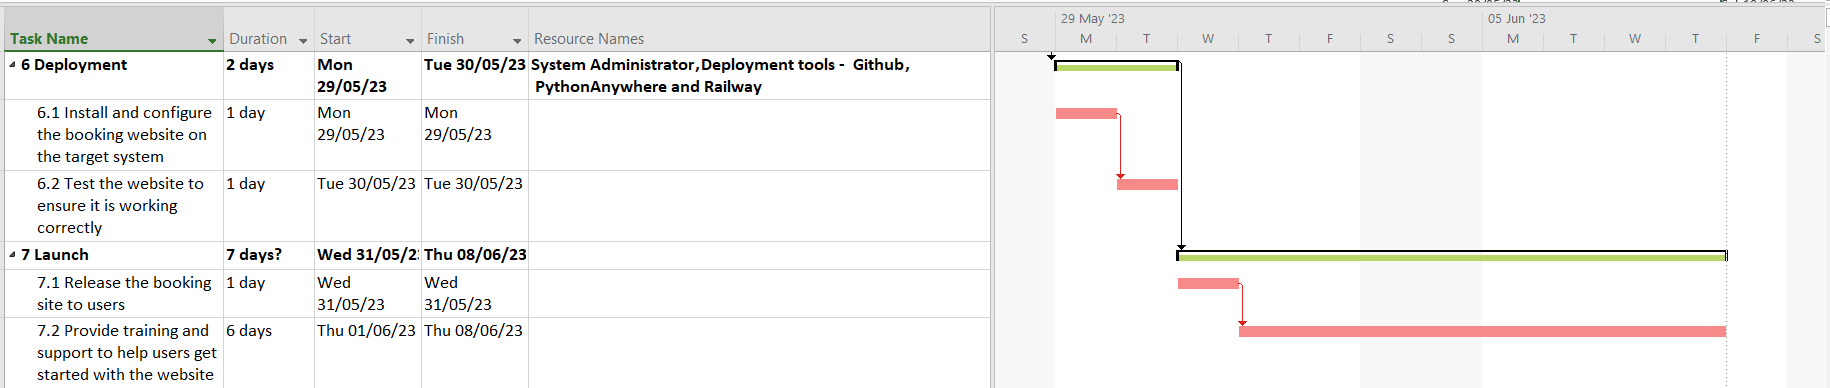 29 May '23
05 Jun '23
Task Name Duration Start Finish Resource Names
S M T W T F S S M T W T F S
6 Deployment 2 days Mon Tue 30/05/23 System Administrator,Deployment tools - Github,
29/05/23 PythonAnywhere and Railway
6.1 Install and configure 1 day Mon Mon
the booking website on 29/05/23 29/05/23
the target system
6.2 Test the website to 1 day Tue 30/05/23 Tue 30/05/23
ensure it is working
correctly
7 Launch 7 days? Wed 31/05/2 Thu 08/06/23
7.1 Release the booking 1 day Wed Wed
site to users 31/05/23 31/05/23
7.2 Provide training and 6 days Thu 01/06/23 Thu 08/06/23
support to help users get
started with the website